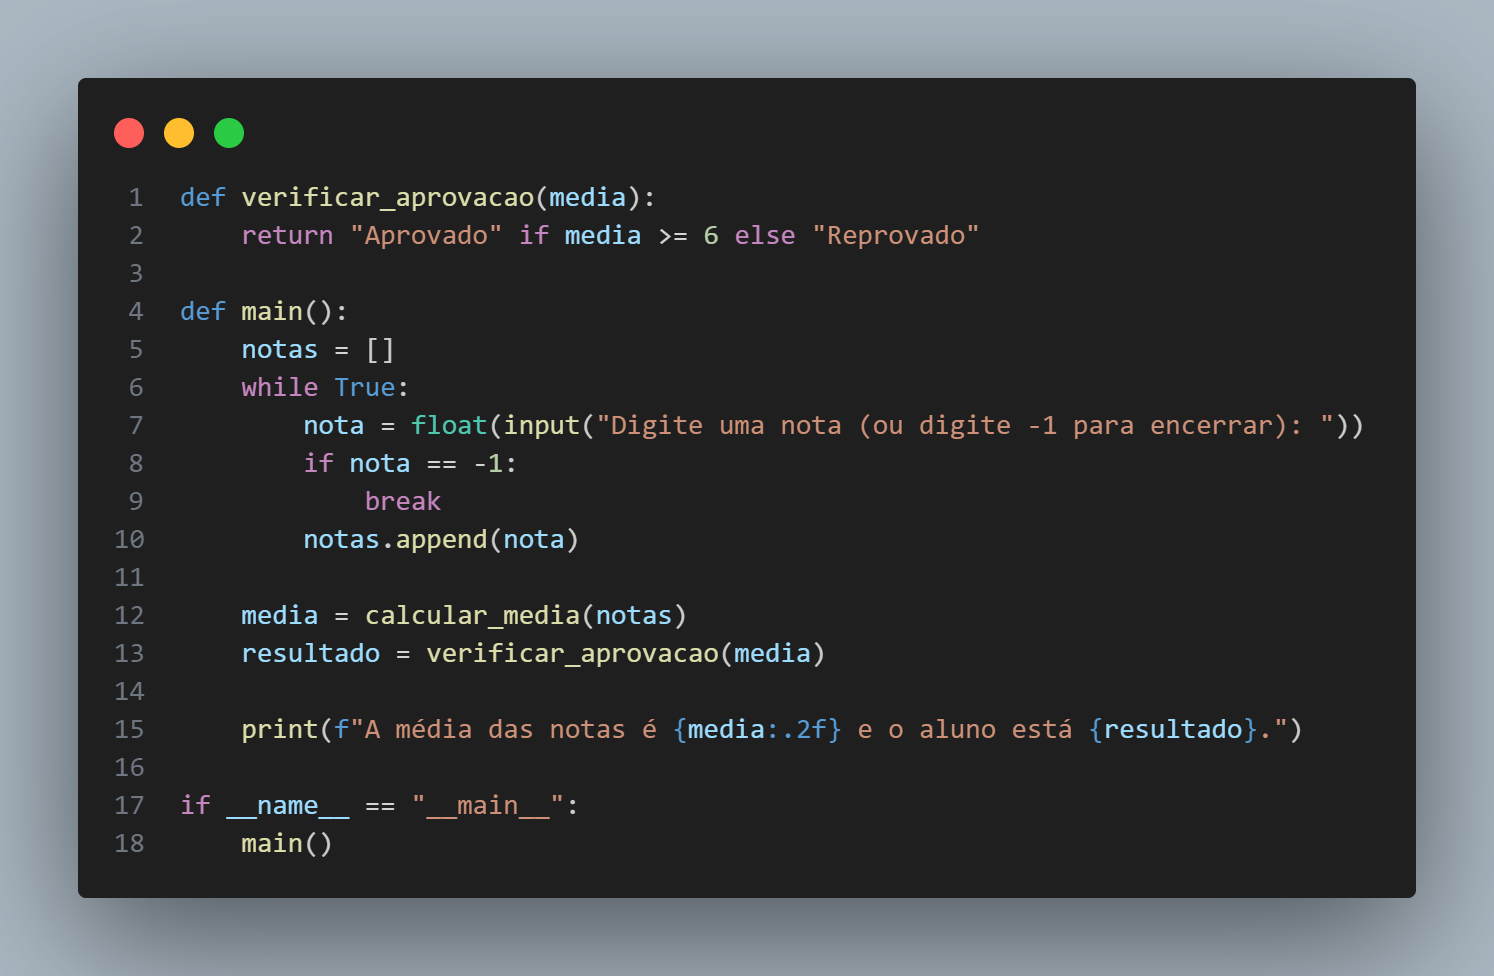 1 def verificar_aprovacao(media):
2     return "Aprovado" if media >= 6 else "Reprovado"
3
4 def main():
5     notas = []
6     while True:
7         nota = float(input("Digite uma nota (ou digite -1 para encerrar): "))
8         if nota == -1:
9             break
10         notas.append(nota)
11
12     media = calcular_media(notas)
13     resultado = verificar_aprovacao(media)
14
15     print(f"A média das notas é {media:.2f} e o aluno está {resultado}.")
16
17 if __name__ == "__main__":
18     main()